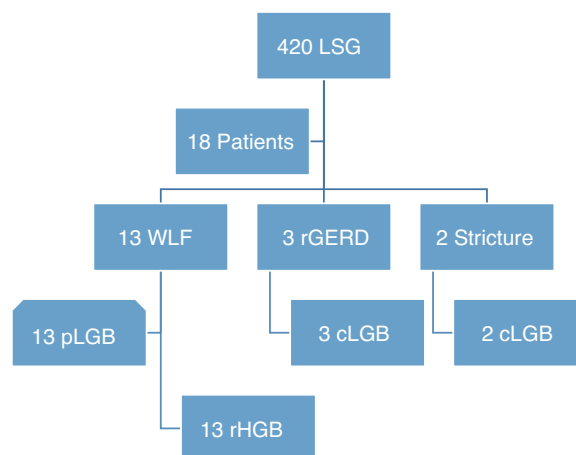 420 LSG
18 Patients
13 WLF
3 rGERD
2 Stricture
13 pLGB
3 cLGB
2 cLGB
13 rHGB